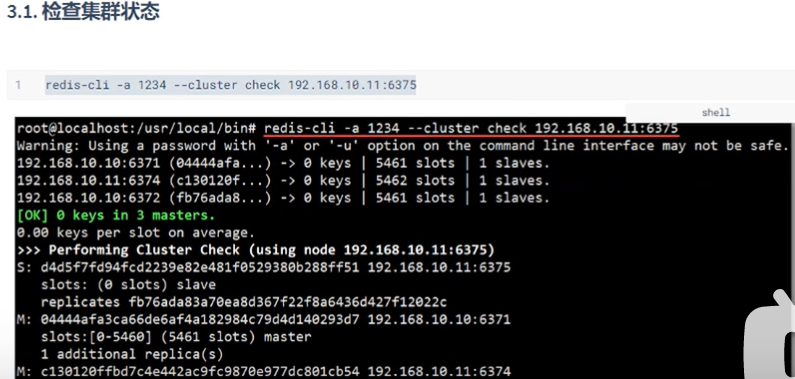 3.1. 检查集群状态
1 redis-cli -a 1234 --cluster check 192.168.10.11:6375
shell
root@localhost:/usr/local/bin# redis-cli -a 1234 --cluster check 192.168.10.11:6375
Warning: Using a password with '-a' or '-u' option on the command line interface may not be safe.
192.168.10.10:6371 (04444afa...) -> 0 keys | 5461 slots | 1 slaves.
192.168.10.11:6374 (c130120f...) -> 0 keys | 5462 slots | 1 slaves.
192.168.10.10:6372 (fb76ada8...) -> 0 keys | 5461 slots | 1 slaves.
[OK] 0 keys in 3 masters.
0.00 keys per slot on average.
>>> Performing Cluster Check (using node 192.168.10.11:6375)
S: d4d5f7fd94fcd2239e82e481f0529380b288ff51 192.168.10.11:6375
slots: (0 slots) slave
replicates fb76ada83a70ea8d367f22f8a6436d427f12022c
M: 04444afa3ca66de6af4a182984c79d4d140293d7 192.168.10.10:6371
slots:[0-5460] (5461 slots) master
1 additional replica(s)
M: c130120ffbd7c4e442ac9fc9870e977dc801cb54 192.168.10.11:6374